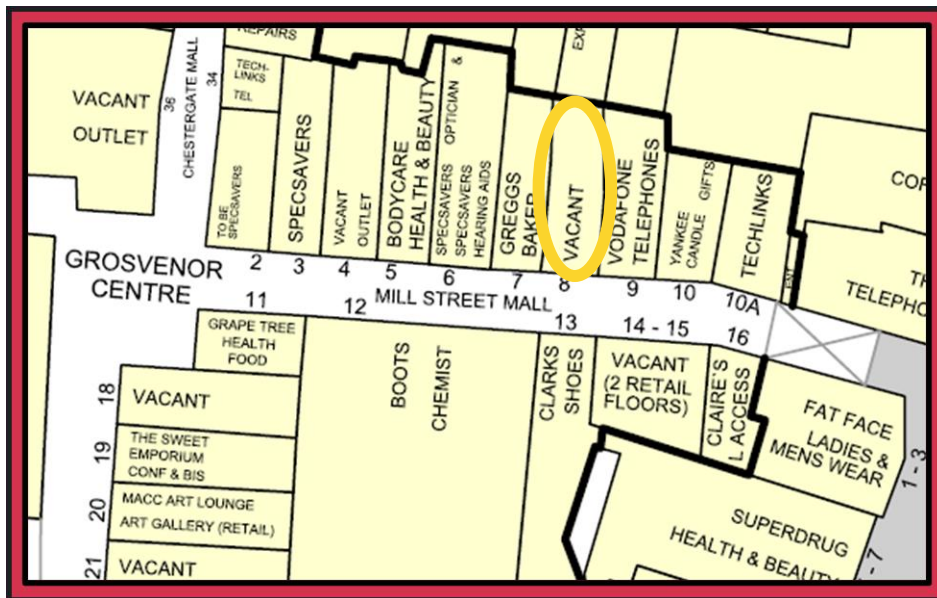 REPAIRS
TECH-
LINKS
TEL
34
CHESTERGATE MALL
36
VACANT
OUTLET
TO BE
SPECSAVERS
SPECSAVERS
VACANT
OUTLET
BODYCARE
HEALTH & BEAUTY
SPECSAVERS OPTICIAN &
SPECSAVERS
HEARING AIDS
GREGGS
BAKER
VACANT
VODAFONE
TELEPHONES
YANKEE
CANDLE GIFTS
TECHLINKS
ENT
GROSVENOR
CENTRE
2
3
4
5
6
7
8
9
10
10A
MILL STREET MALL
11
12
13
14 - 15
16
GRAPE TREE
HEALTH
FOOD
BOOTS
CHEMIST
CLARKS
SHOES
VACANT
(2 RETAIL
FLOORS)
CLAIRE'S
L ACCESS
FAT FACE
LADIES &
MENS WEAR
1 - 3
18
VACANT
19
THE SWEET
EMPORIUM
CONF & BIS
20
MACC ART LOUNGE
ART GALLERY (RETAIL)
21
VACANT
SUPERDRUG
HEALTH & BEAUTY
- 7